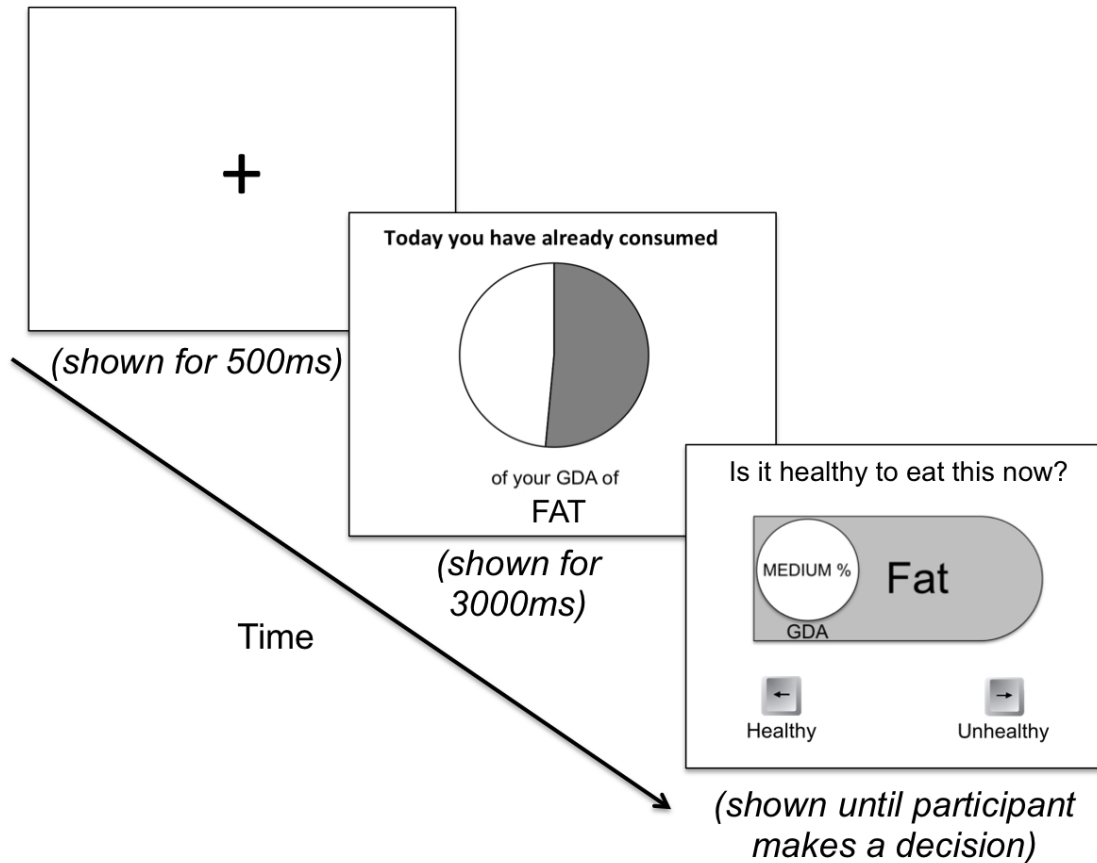 +
(shown for 500ms)
Today you have already consumed
of your GDA of
FAT
(shown for
3000ms)
Is it healthy to eat this now?
MEDIUM %
Fat
GDA
← →
Healthy Unhealthy
(shown until participant
makes a decision)
Time